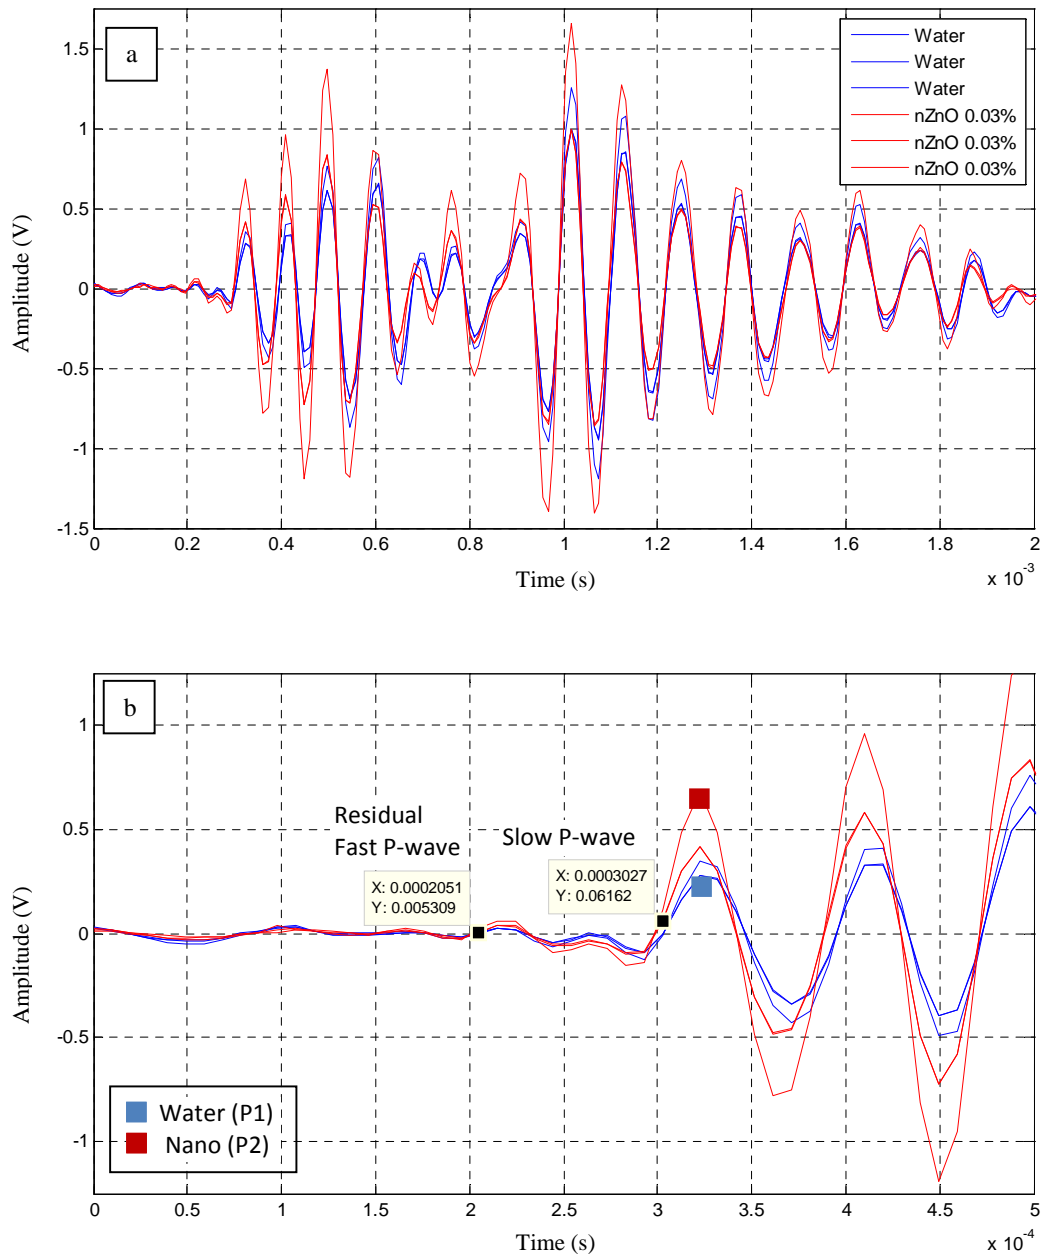 a
Water
Water
Water
nZnO 0.03%
nZnO 0.03%
nZnO 0.03%
1.5
1
0.5
0
-0.5
-1
-1.5
Amplitude (V)
0 0.2 0.4 0.6 0.8 1 1.2 1.4 1.6 1.8 2
Time (s)
x 10^-3
b
1
0.5
0
-0.5
-1
Amplitude (V)
Residual
Fast P-wave
X: 0.0002051
Y: 0.005309
Slow P-wave
X: 0.0003027
Y: 0.06162
Water (P1)
Nano (P2)
0 0.5 1 1.5 2 2.5 3 3.5 4 4.5 5
Time (s)
x 10^-4